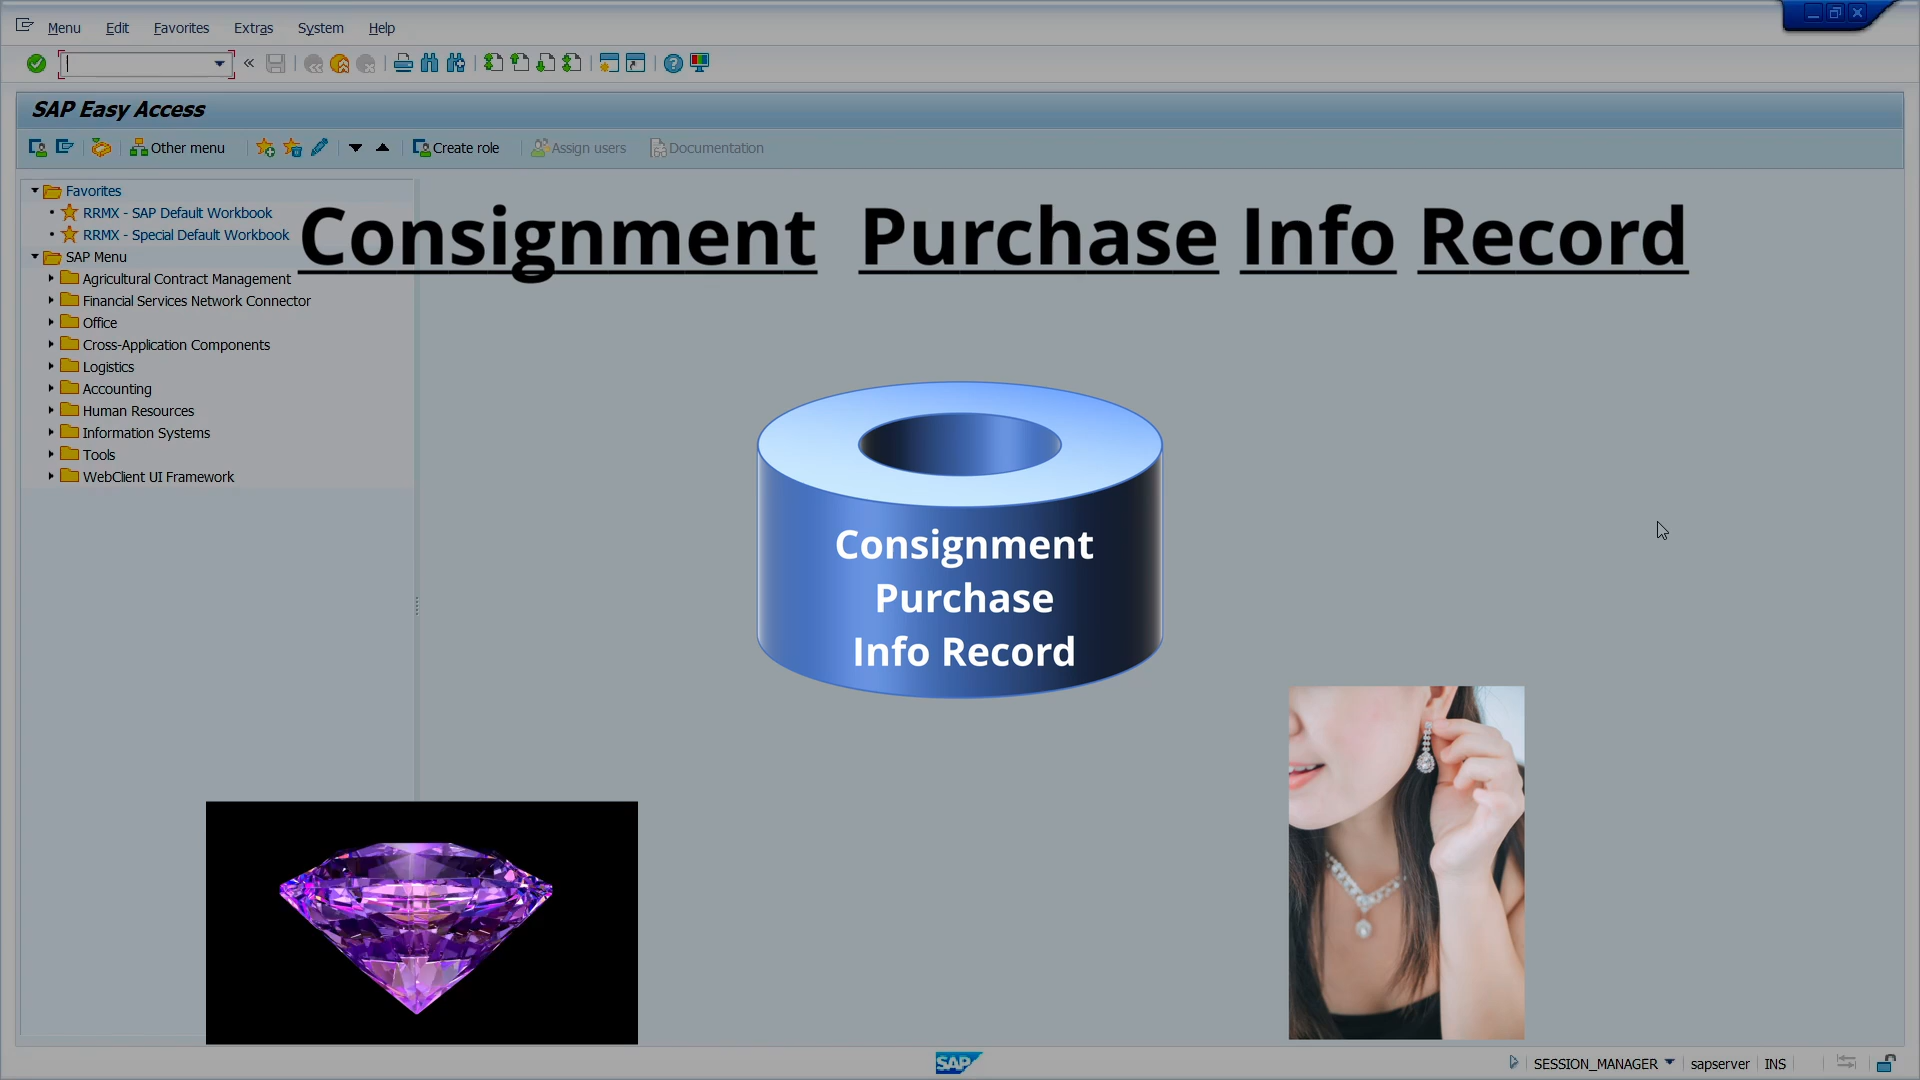 Menu Edit Favorites Extras System Help
SAP Easy Access
Other menu Create role Assign users Documentation
Favorites
RRMX - SAP Default Workbook
RRMX - Special Default Workbook
Consignment Purchase Info Record
SAP Menu
Agricultural Contract Management
Financial Services Network Connector
Office
Cross-Application Components
Logistics
Accounting
Human Resources
Information Systems
Tools
WebClient UI Framework
Consignment
Purchase
Info Record
SAP
SESSION_MANAGER sapserver INS